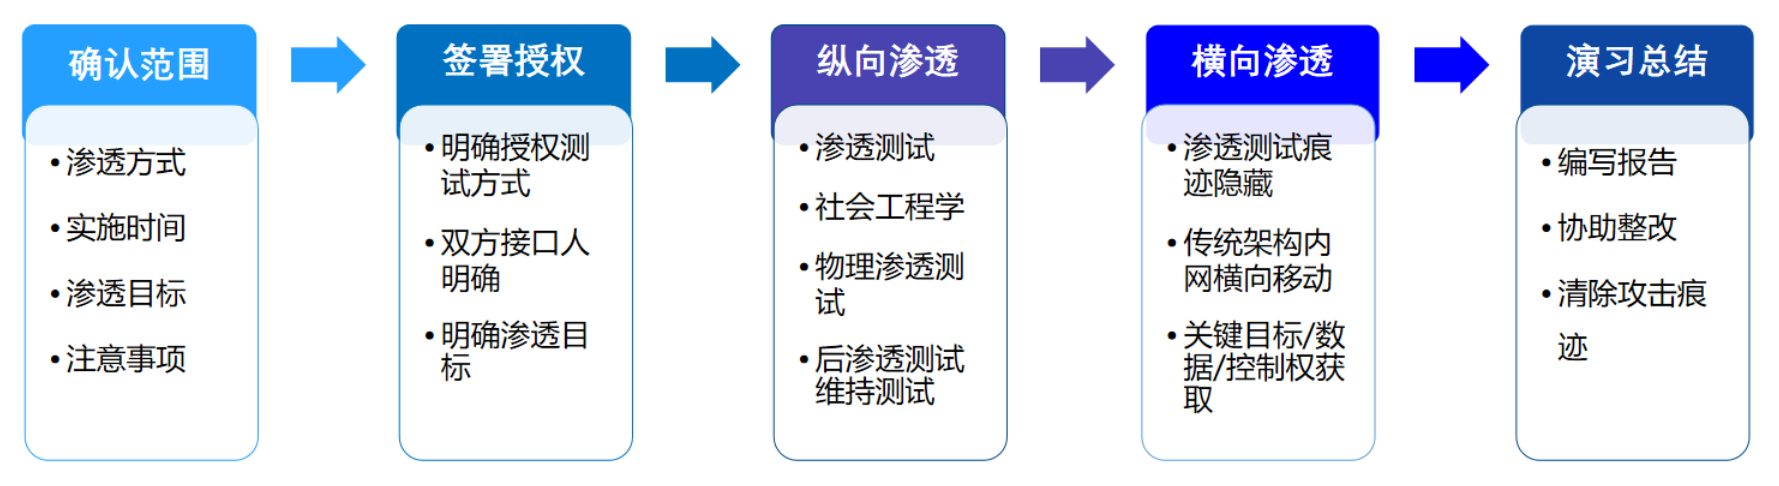 确认范围
• 渗透方式
• 实施时间
• 渗透目标
• 注意事项
签署授权
• 明确授权测
试方式
• 双方接口人
明确
• 明确渗透目
标
纵向渗透
• 渗透测试
• 社会工程学
• 物理渗透测
试
• 后渗透测试
维持测试
横向渗透
• 渗透测试痕
迹隐藏
• 传统架构内
网横向移动
• 关键目标/数
据/控制权获
取
演习总结
• 编写报告
• 协助整改
• 清除攻击痕
迹